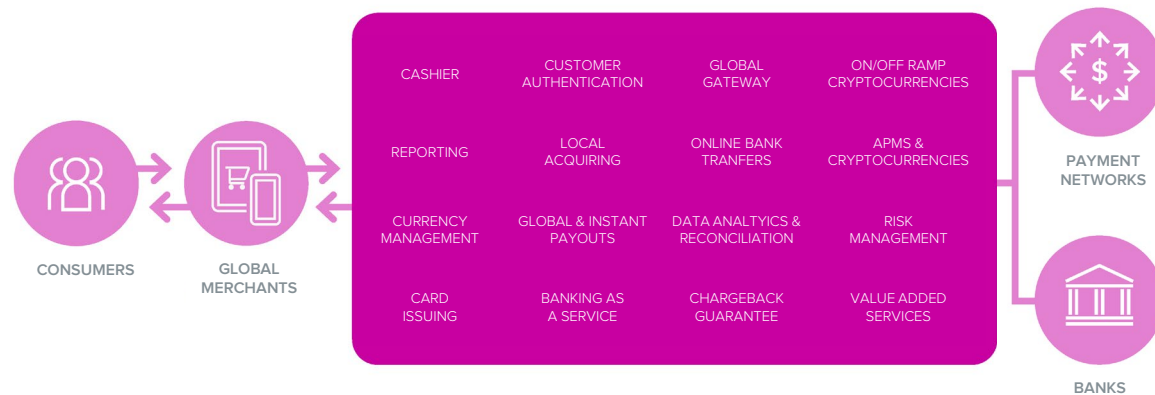 CASHIER
CUSTOMER
AUTHENTICATION
GLOBAL
GATEWAY
ON/OFF RAMP
CRYPTOCURRENCIES
REPORTING
LOCAL
ACQUIRING
ONLINE BANK
TRANFERS
APMS &
CRYPTOCURRENCIES
CURRENCY
MANAGEMENT
GLOBAL & INSTANT
PAYOUTS
DATA ANALTYICS &
RECONCILIATION
RISK
MANAGEMENT
CARD
ISSUING
BANKING AS
A SERVICE
CHARGEBACK
GUARANTEE
VALUE ADDED
SERVICES
CONSUMERS
GLOBAL
MERCHANTS
$
PAYMENT
NETWORKS
BANKS